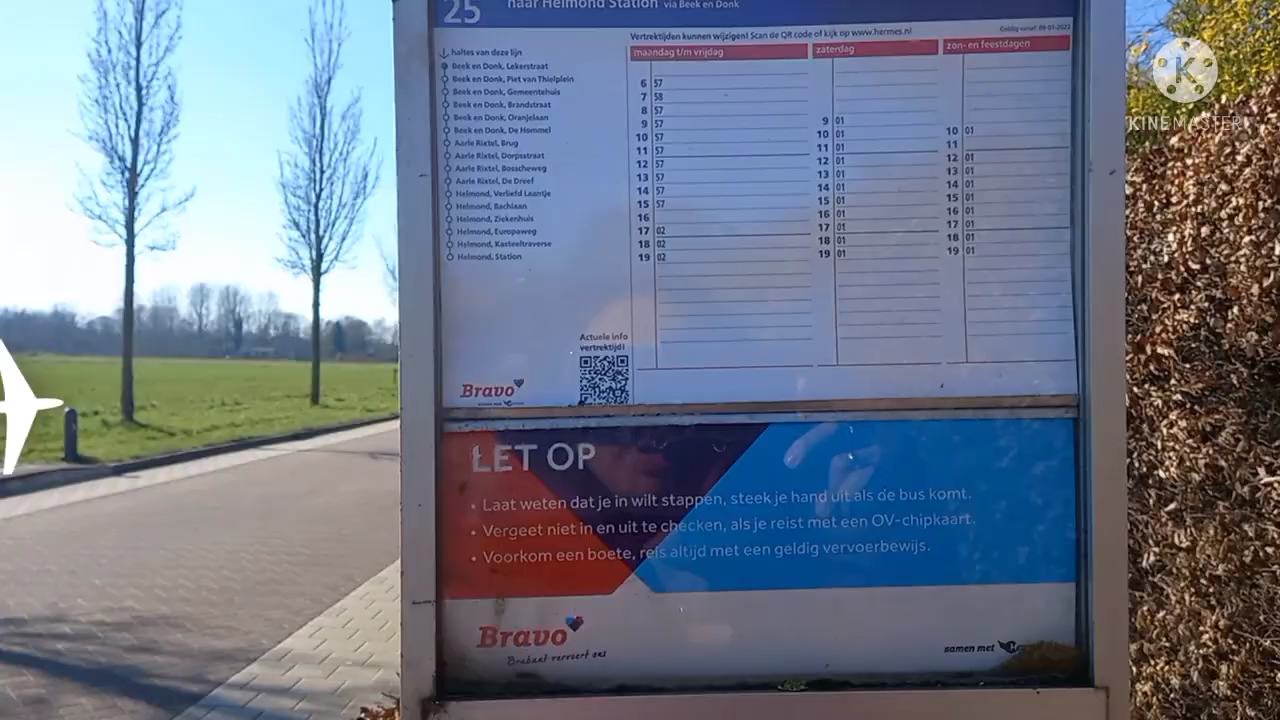 25 naar Helmond Station via Beek en Donk
Vertrektijden kunnen wijzigen! Scan de QR code of kijk op www.hermes.nl
Geldig vanaf: 09-01-2022
haltes van deze lijn
Beek en Donk, Lekerstraat
Beek en Donk, Piet van Thielplein
Beek en Donk, Gemeentehuis
Beek en Donk, Brandstraat
Beek en Donk, Oranjelaan
Beek en Donk, De Hommel
Aarle Rixtel, Brug
Aarle Rixtel, Dorpsstraat
Aarle Rixtel, Bosscheweg
Aarle Rixtel, De Dreef
Helmond, Verliefd Laantje
Helmond, Bachlaan
Helmond, Ziekenhuis
Helmond, Europaweg
Helmond, Kasteeltraverse
Helmond, Station
maandag t/m vrijdag
6 57
7 58
8 57
9 57
10 57
11 57
12 57
13 57
14 57
15 57
16
17 02
18 02
19 02
zaterdag
9 01
10 01
11 01
12 01
13 01
14 01
15 01
16 01
17 01
18 01
19 01
zon- en feestdagen
10 01
11
12 01
13 01
14 01
15 01
16 01
17 01
18 01
19 01
Actuele info
vertrektijd!
Bravo
LET OP
• Laat weten dat je in wilt stappen, steek je hand uit als de bus komt.
• Vergeet niet in en uit te checken, als je reist met een OV-chipkaart.
• Voorkom een boete, reis altijd met een geldig vervoerbewijs.
Bravo
Brabant vervoert ons
samen met
K
KINEMASTER